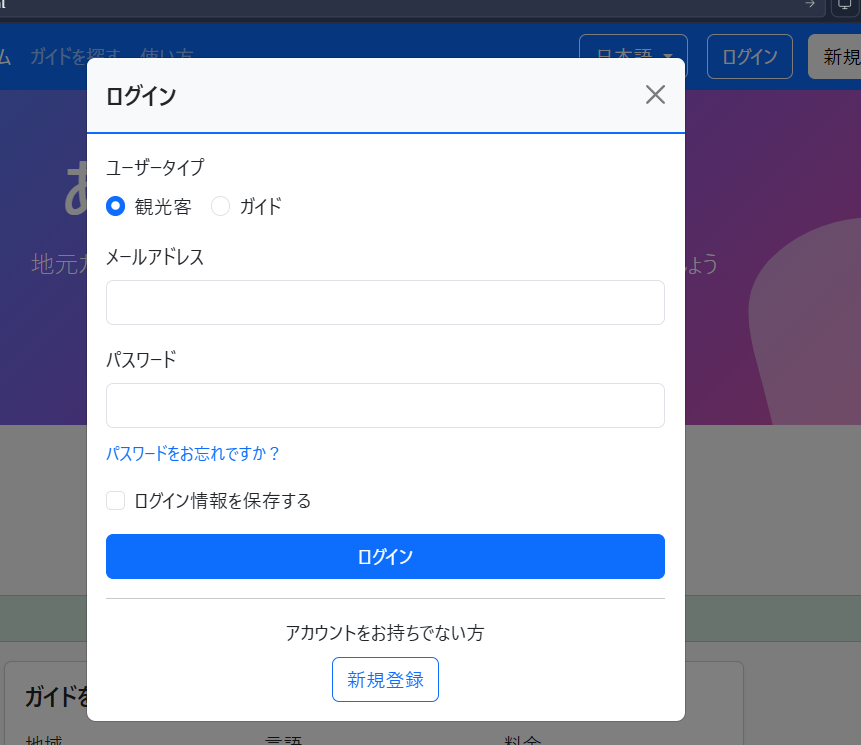 ガイドを探す 使い方
日本語 ログイン 新規
ログイン
ユーザータイプ
観光客 ガイド
メールアドレス
地元
しょう
パスワード
パスワードをお忘れですか？
ログイン情報を保存する
ログイン
アカウントをお持ちでない方
新規登録
ガイドを
地域 言語 料金